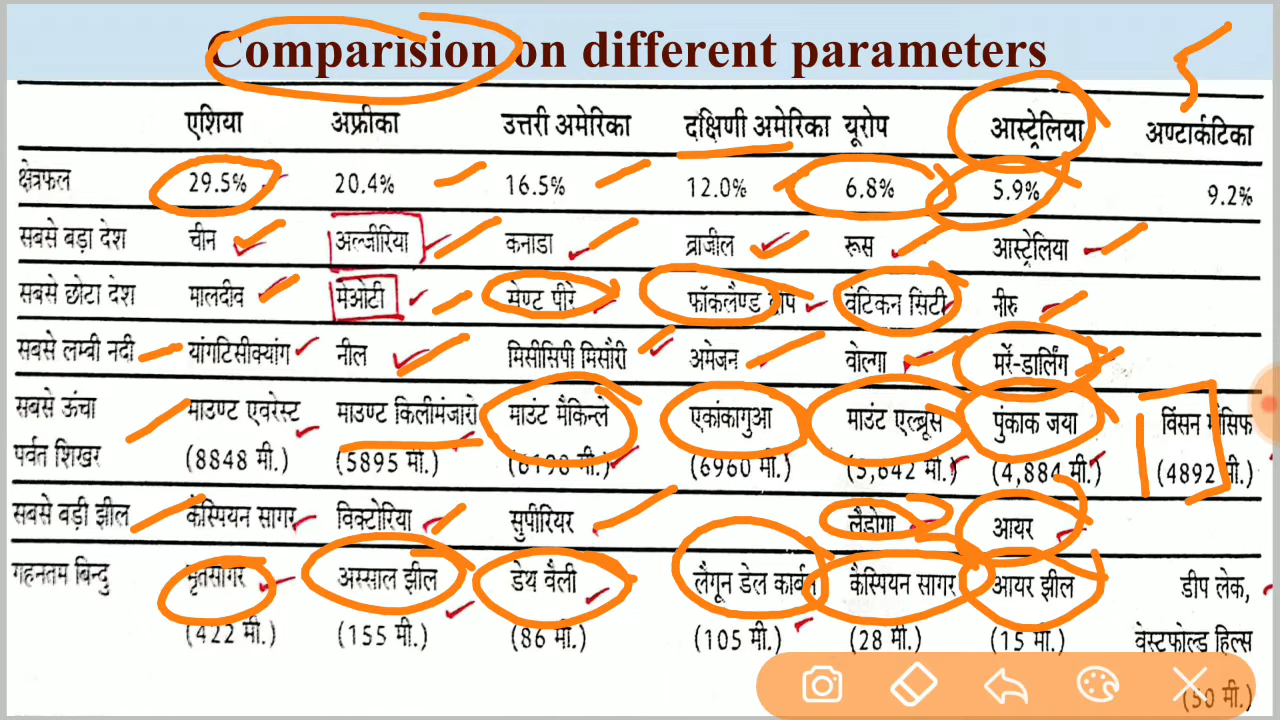 Comparision on different parameters
एशिया अफ्रीका उत्तरी अमेरिका दक्षिणी अमेरिका यूरोप आस्ट्रेलिया अण्टार्कटिका
क्षेत्रफल 29.5% 20.4% 16.5% 12.0% 6.8% 5.9% 9.2%
सबसे बड़ा देश चीन अल्जीरिया कनाडा ब्राजील रूस आस्ट्रेलिया
सबसे छोटा देश मालदीव मेओटी सेण्ट पीरे फॉकलैण्ड द्वीप वेटिकन सिटी नीरु
सबसे लम्बी नदी यांगटिसीक्यांग नील मिसीसिपी मिसौरी अमेजन वोल्गा मर्रे-डार्लिंग
सबसे ऊंचा माउण्ट एवरेस्ट माउण्ट किलीमंजारो माउंट मैकिन्ले एकांकागुआ माउंट एल्ब्रूस पुंकाक जया विंसन मैसिफ
पर्वत शिखर (8848 मी.) (5895 मी.) (6960 मी.) (5,642 मी.) (4,884 मी.) (4892 मी.)
सबसे बड़ी झील कैस्पियन सागर विक्टोरिया सुपीरियर लैडोगा आयर
गहनतम बिन्दु मृतसागर अस्साल झील डेथ वैली लैगून डेल कार्बन कैस्पियन सागर आयर झील डीप लेक,
(422 मी.) (155 मी.) (86 मी.) (105 मी.) (28 मी.) (15 मी.) वेस्टफोल्ड हिल्स
(50 मी.)